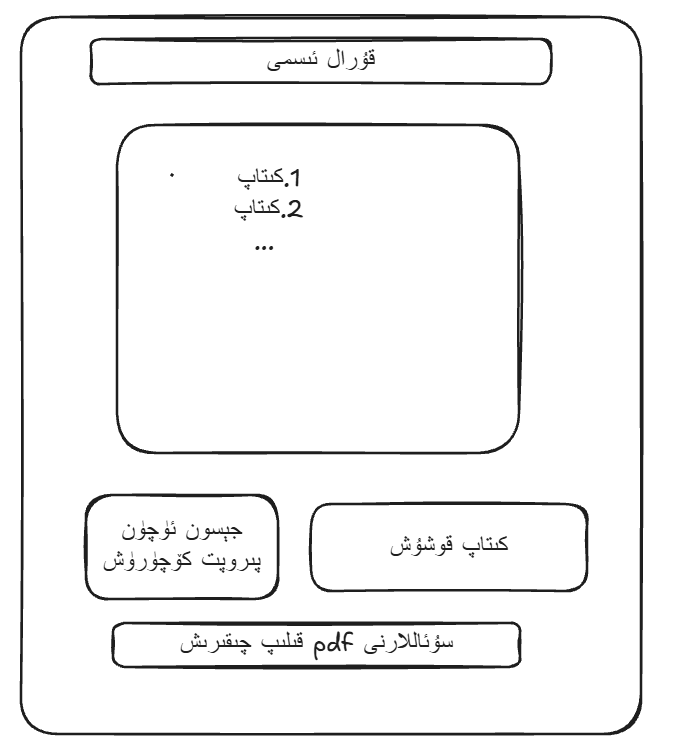 قۇرال ئىسمى
1.كىتاپ
2.كىتاپ
...
كىتاپ قوشۇش
جېسون ئۈچۈن
پىروپت كۆچۈرۈش
سۇئاللارنى pdf قىلىپ چىقىرىش